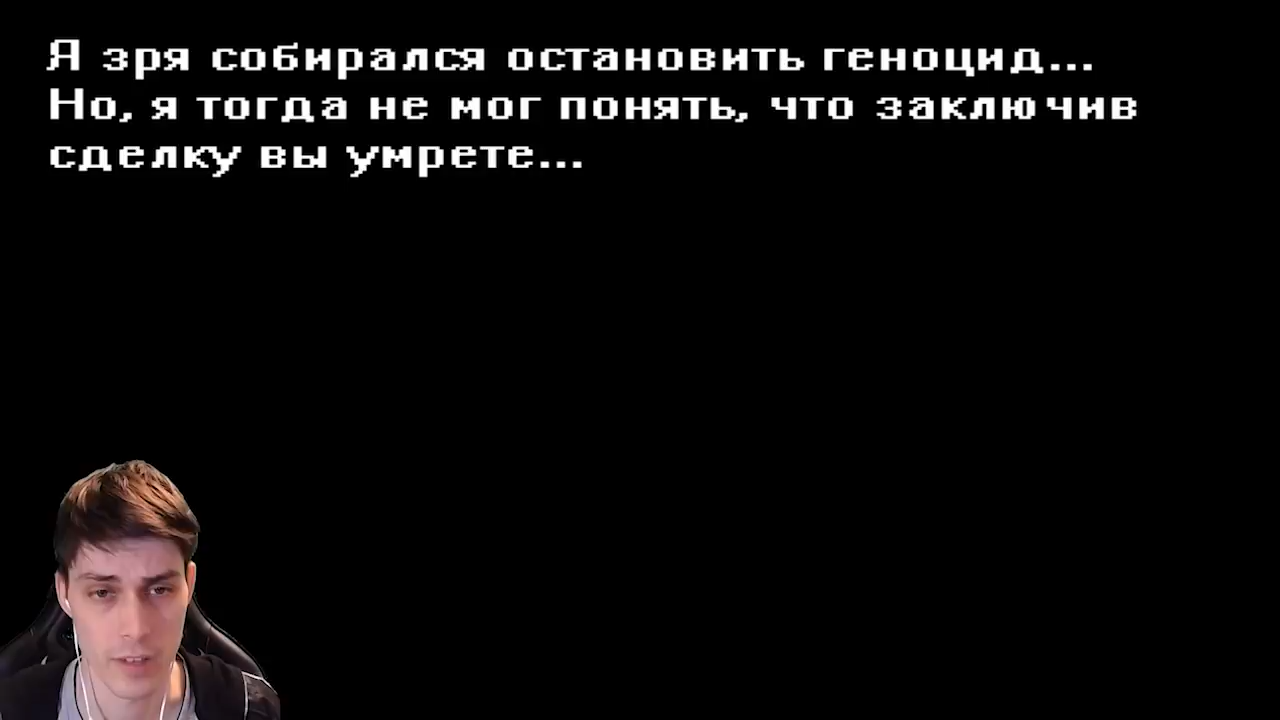 Я зря собирался остановить геноцид...
Но, я тогда не мог понять, что заключив
сделку вы умрете...